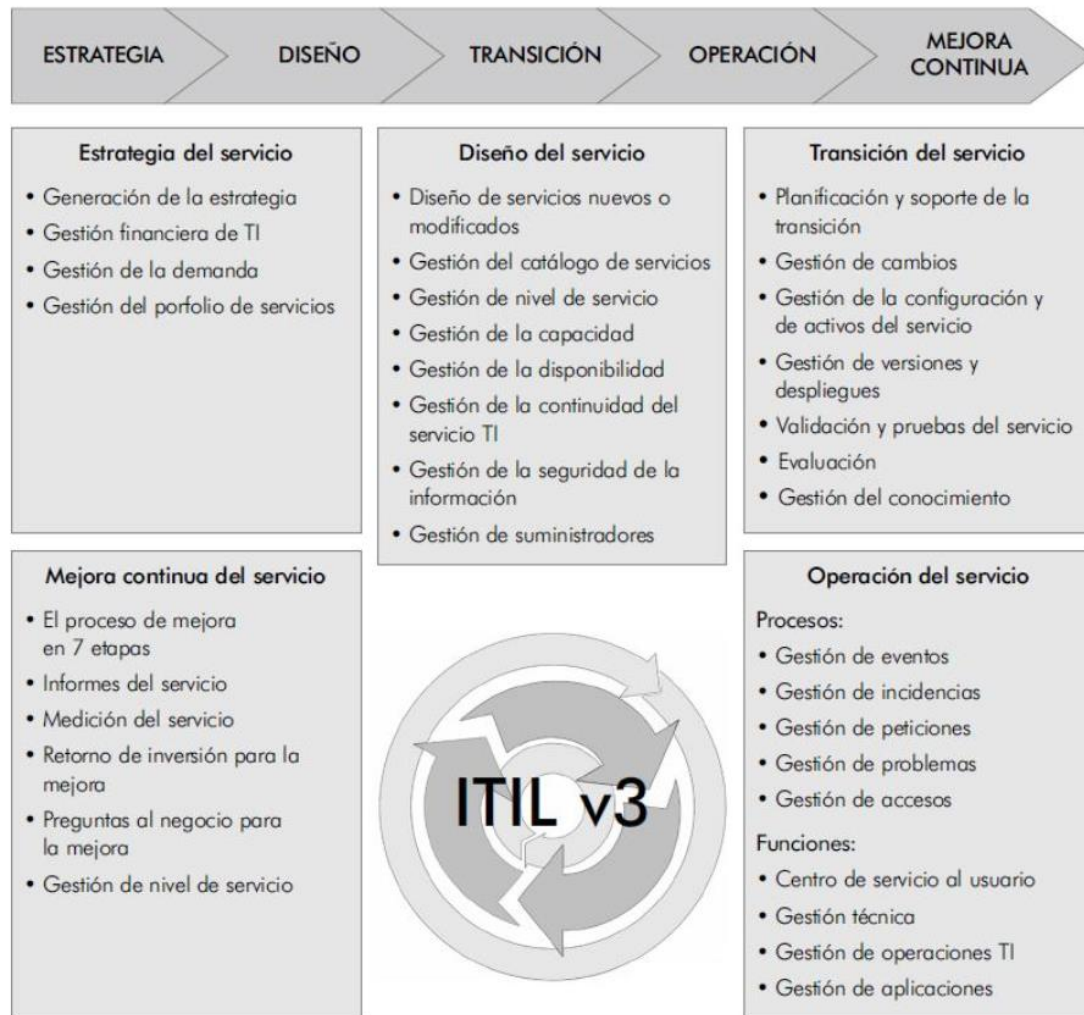 ESTRATEGIA
DISEÑO
TRANSICIÓN
OPERACIÓN
MEJORA
CONTINUA
Estrategia del servicio
• Generación de la estrategia
• Gestión financiera de TI
• Gestión de la demanda
• Gestión del porfolio de servicios
Diseño del servicio
• Diseño de servicios nuevos o
modificados
• Gestión del catálogo de servicios
• Gestión de nivel de servicio
• Gestión de la capacidad
• Gestión de la disponibilidad
• Gestión de la continuidad del
servicio TI
• Gestión de la seguridad de la
información
• Gestión de suministradores
Transición del servicio
• Planificación y soporte de la
transición
• Gestión de cambios
• Gestión de la configuración y
de activos del servicio
• Gestión de versiones y
despliegues
• Validación y pruebas del servicio
• Evaluación
• Gestión del conocimiento
Mejora continua del servicio
• El proceso de mejora
en 7 etapas
• Informes del servicio
• Medición del servicio
• Retorno de inversión para la
mejora
• Preguntas al negocio para
la mejora
• Gestión de nivel de servicio
ITIL v3
Operación del servicio
Procesos:
• Gestión de eventos
• Gestión de incidencias
• Gestión de peticiones
• Gestión de problemas
• Gestión de accesos
Funciones:
• Centro de servicio al usuario
• Gestión técnica
• Gestión de operaciones TI
• Gestión de aplicaciones